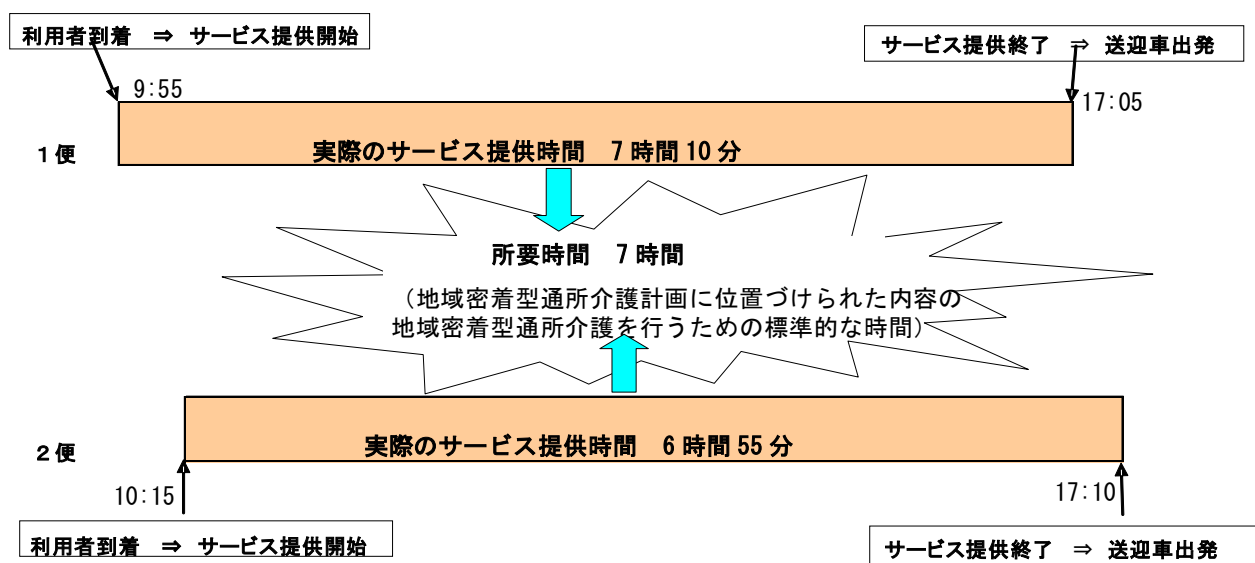 利用者到着 ⇒ サービス提供開始
サービス提供終了 ⇒ 送迎車出発
9:55
17:05
1便
実際のサービス提供時間 7時間10分
所要時間 7時間
(地域密着型通所介護計画に位置づけられた内容の
地域密着型通所介護を行うための標準的な時間)
2便
実際のサービス提供時間 6時間55分
10:15
17:10
利用者到着 ⇒ サービス提供開始
サービス提供終了 ⇒ 送迎車出発